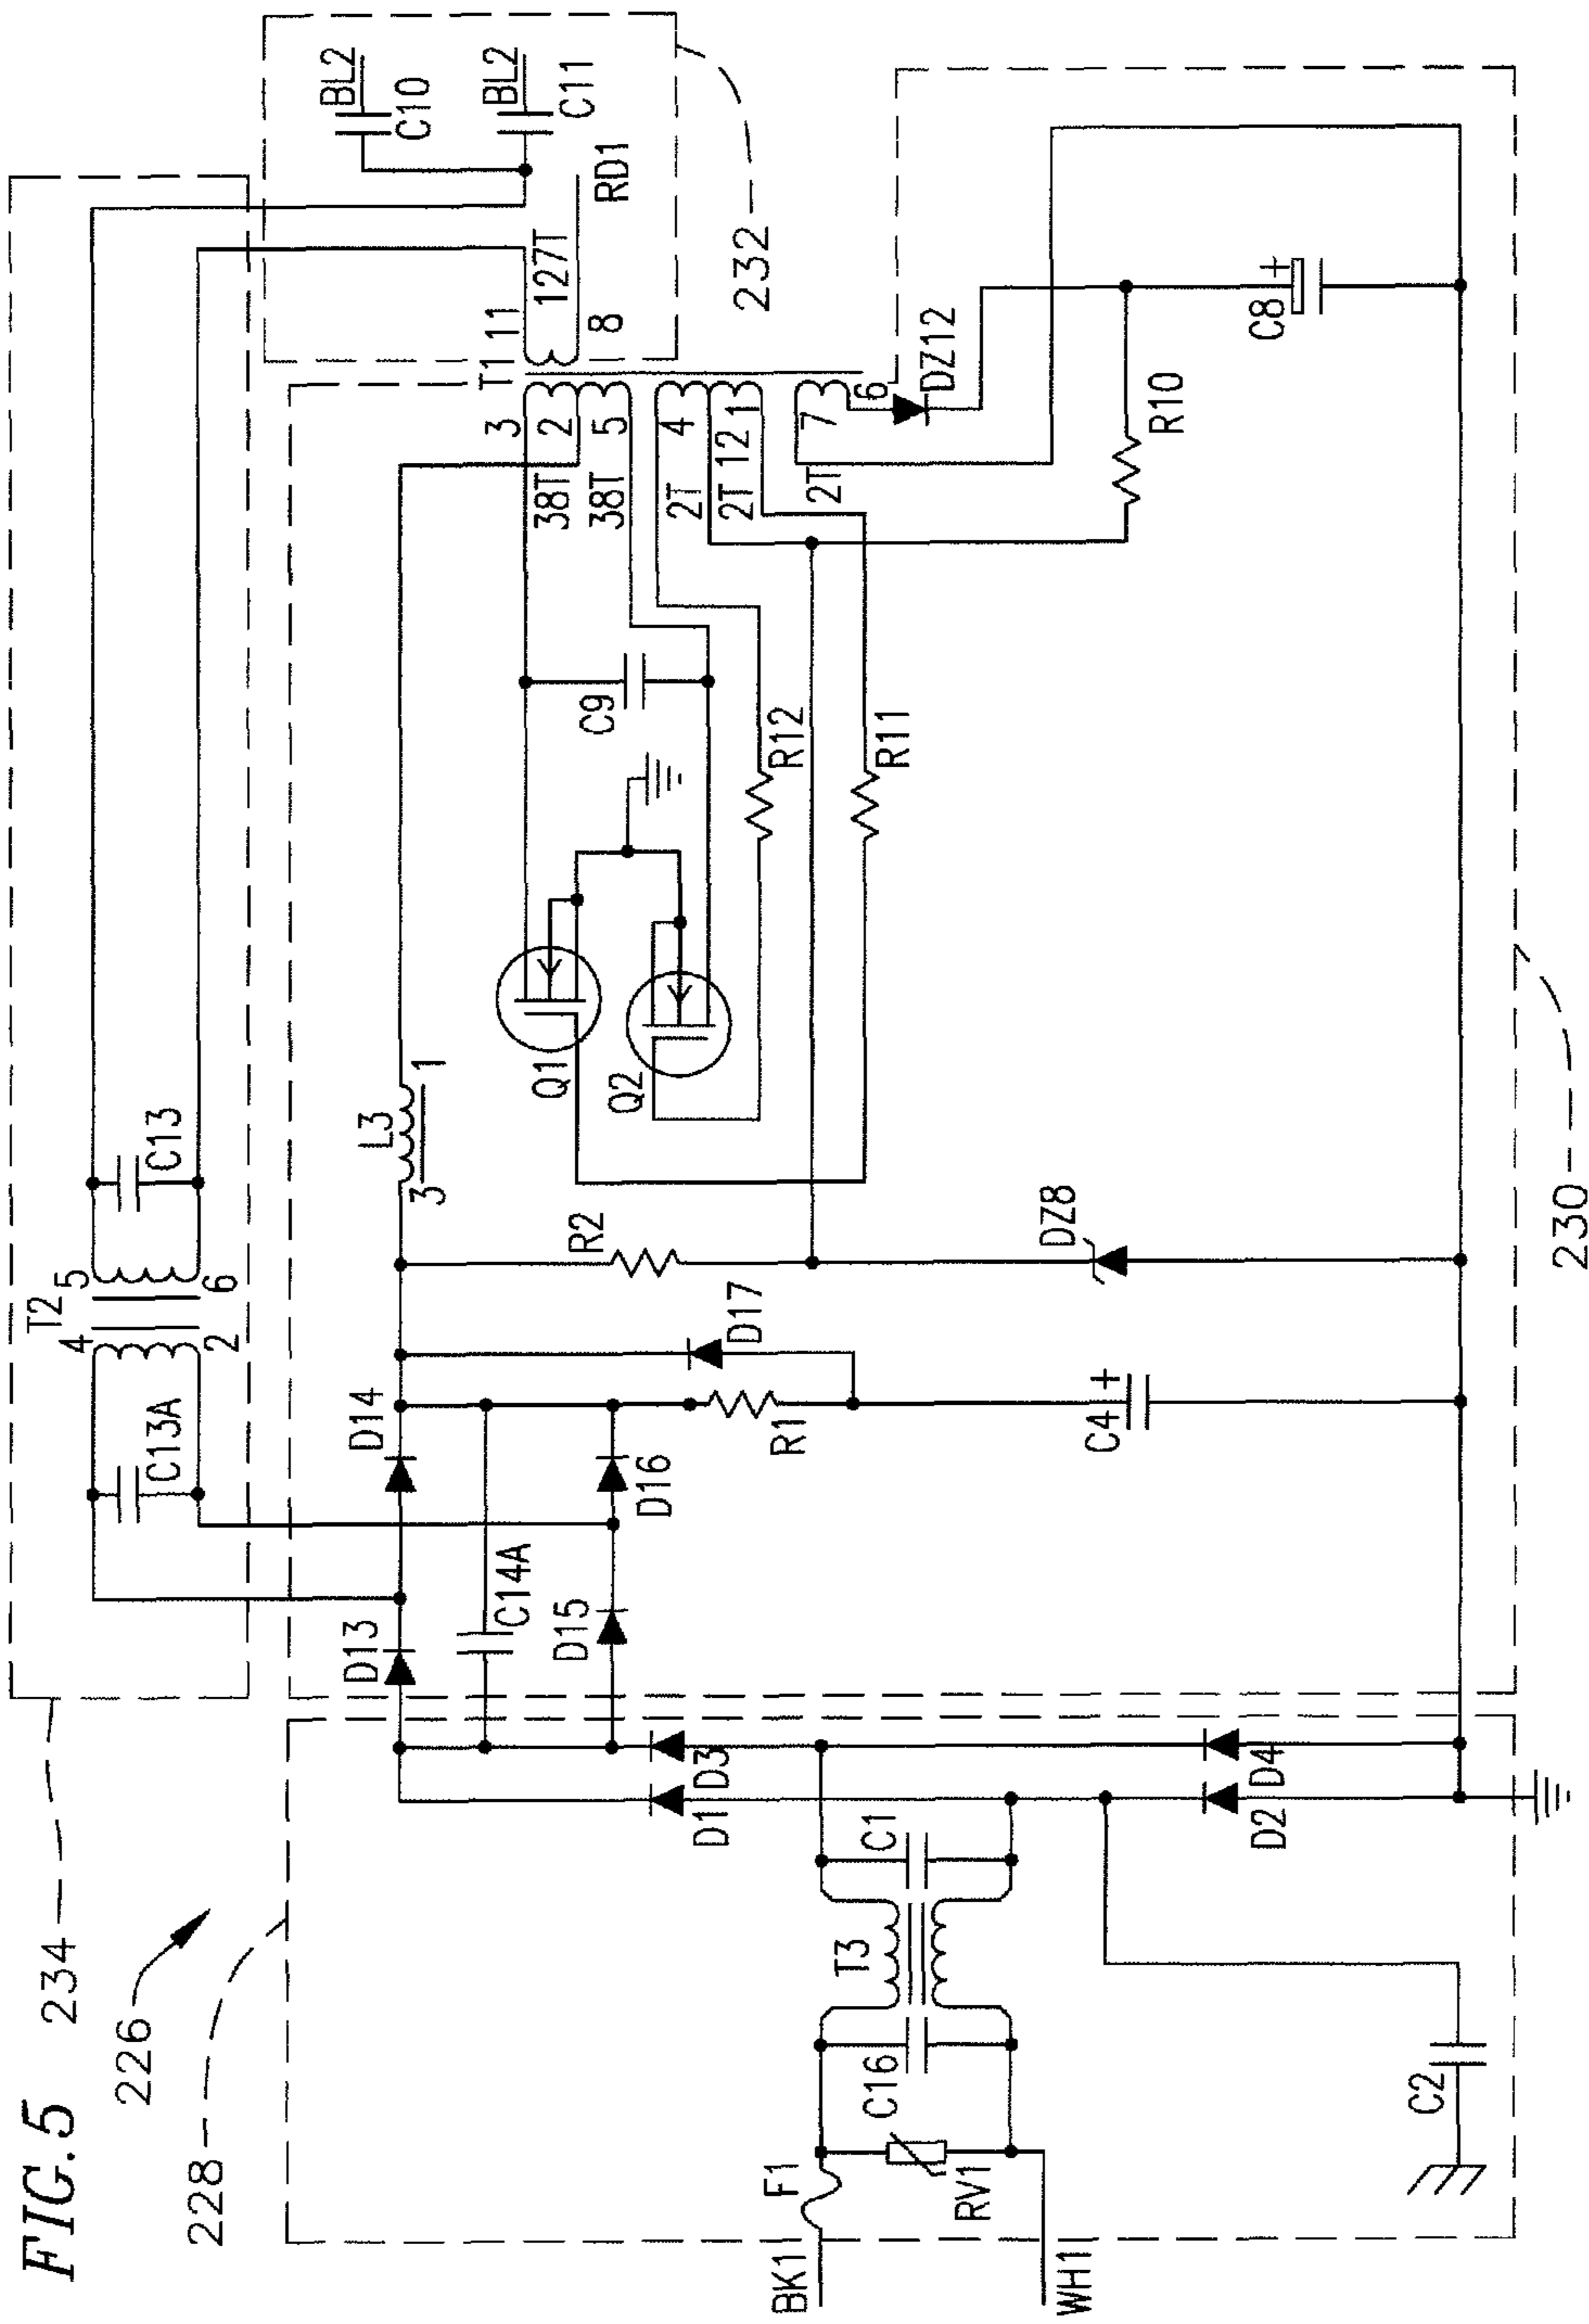 FIG.5
226
228
234
T2
4
5
C13A
C13
2
6
BL2
C10
BL2
C11
RD1
127T
11
8
232
T1
3
2
5
4
12
1
7
6
38T
38T
2T
2T
2T
DZ12
C8 +
R10
D14
L3
3
1
D13
C14A
D15
D16
D17
R1
R2
C4 +
DZ8
Q1
Q2
C9
R12
R11
230
BK1
WH1
F1
RV1
C16
T3
C1
D3
D1
D4
D2
C2